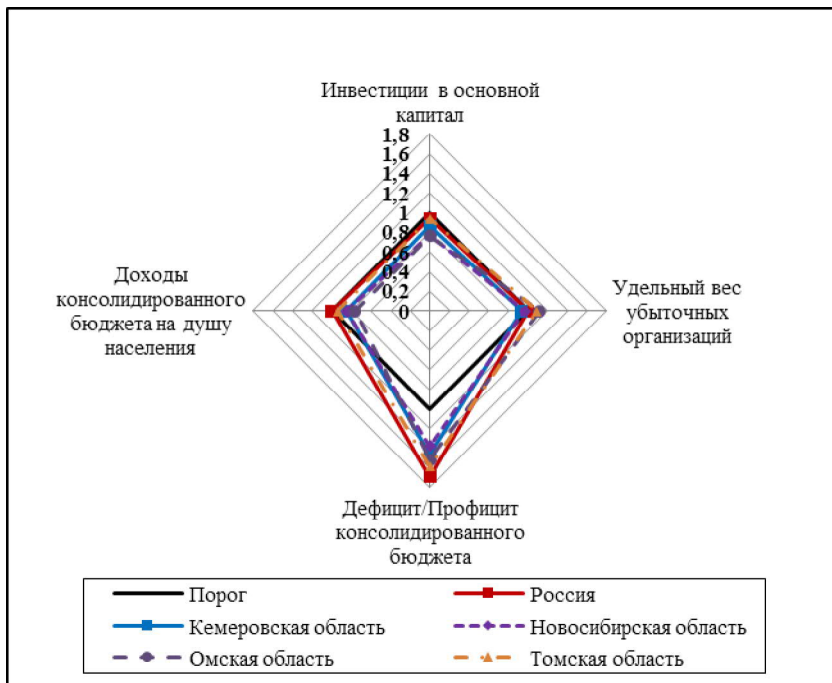 Инвестиции в основной
капитал
1,8
1,6
1,4
1,2
1
0,8
0,6
0,4
0,2
0
Доходы
консолидированного
бюджета на душу
населения
Удельный вес
убыточных
организаций
Дефицит/Профицит
консолидированного
бюджета
Порог
Россия
Кемеровская область
Новосибирская область
Омская область
Томская область